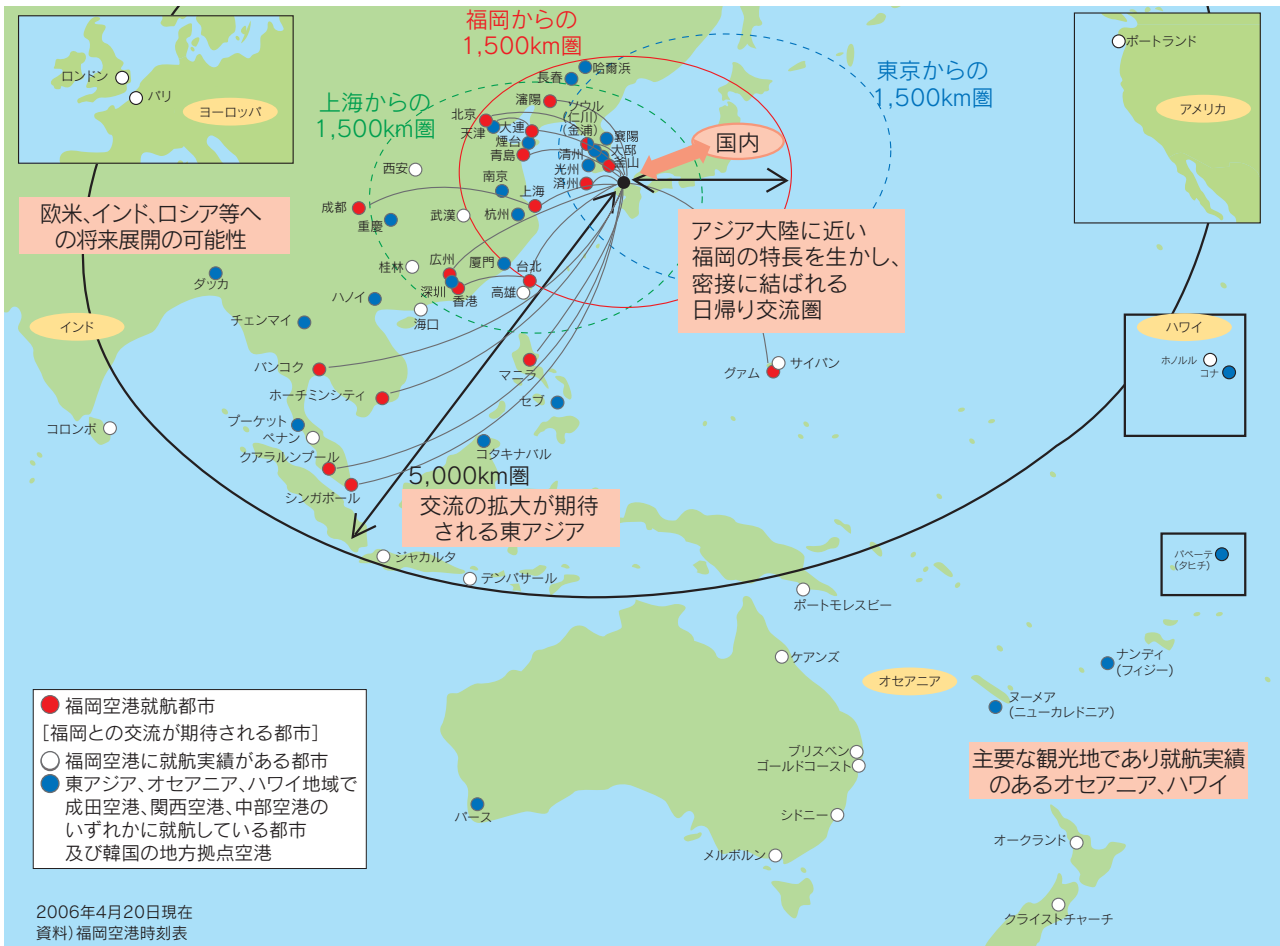 福岡からの
1,500km圏
東京からの
1,500km圏
上海からの
1,500km圏
ロンドン
パリ
ヨーロッパ
ポートランド
アメリカ
哈爾浜
長春
瀋陽
北京
天津
大連
煙台
青島
ソウル
(仁川)
(金浦)
襄陽
大邱
釜山
清州
光州
済州
国内
西安
南京
上海
成都
重慶
武漢
杭州
欧米、インド、ロシア等へ
の将来展開の可能性
アジア大陸に近い
福岡の特長を生かし、
密接に結ばれる
日帰り交流圏
桂林
広州
厦門
台北
深圳
香港
高雄
海口
ダッカ
ハノイ
チェンマイ
インド
バンコク
ホーチミンシティ
マニラ
セブ
グァム
サイパン
ハワイ
ホノルル
コナ
コロンボ
プーケット
ペナン
クアラルンプール
シンガポール
コタキナバル
5,000km圏
交流の拡大が期待
される東アジア
ジャカルタ
デンパサール
ポートモレスビー
パペーテ
(タヒチ)
ケアンズ
オセアニア
ナンディ
(フィジー)
ヌーメア
(ニューカレドニア)
ブリスベン
ゴールドコースト
パース
シドニー
メルボルン
主要な観光地であり就航実績
のあるオセアニア、ハワイ
オークランド
クライストチャーチ
福岡空港就航都市
[福岡との交流が期待される都市]
福岡空港に就航実績がある都市
東アジア、オセアニア、ハワイ地域で
成田空港、関西空港、中部空港の
いずれかに就航している都市
及び韓国の地方拠点空港
2006年4月20日現在
資料)福岡空港時刻表